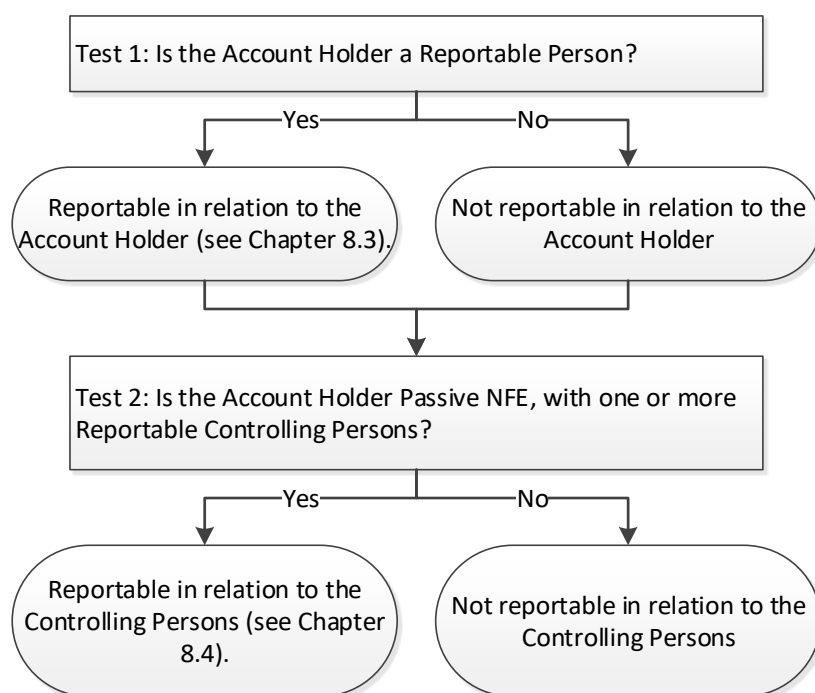 Test 1: Is the Account Holder a Reportable Person?
Yes
No
Reportable in relation to the
Account Holder (see Chapter 8.3).
Not reportable in relation to the
Account Holder
Test 2: Is the Account Holder Passive NFE, with one or more
Reportable Controlling Persons?
Yes
No
Reportable in relation to the
Controlling Persons (see Chapter
8.4).
Not reportable in relation to the
Controlling Persons